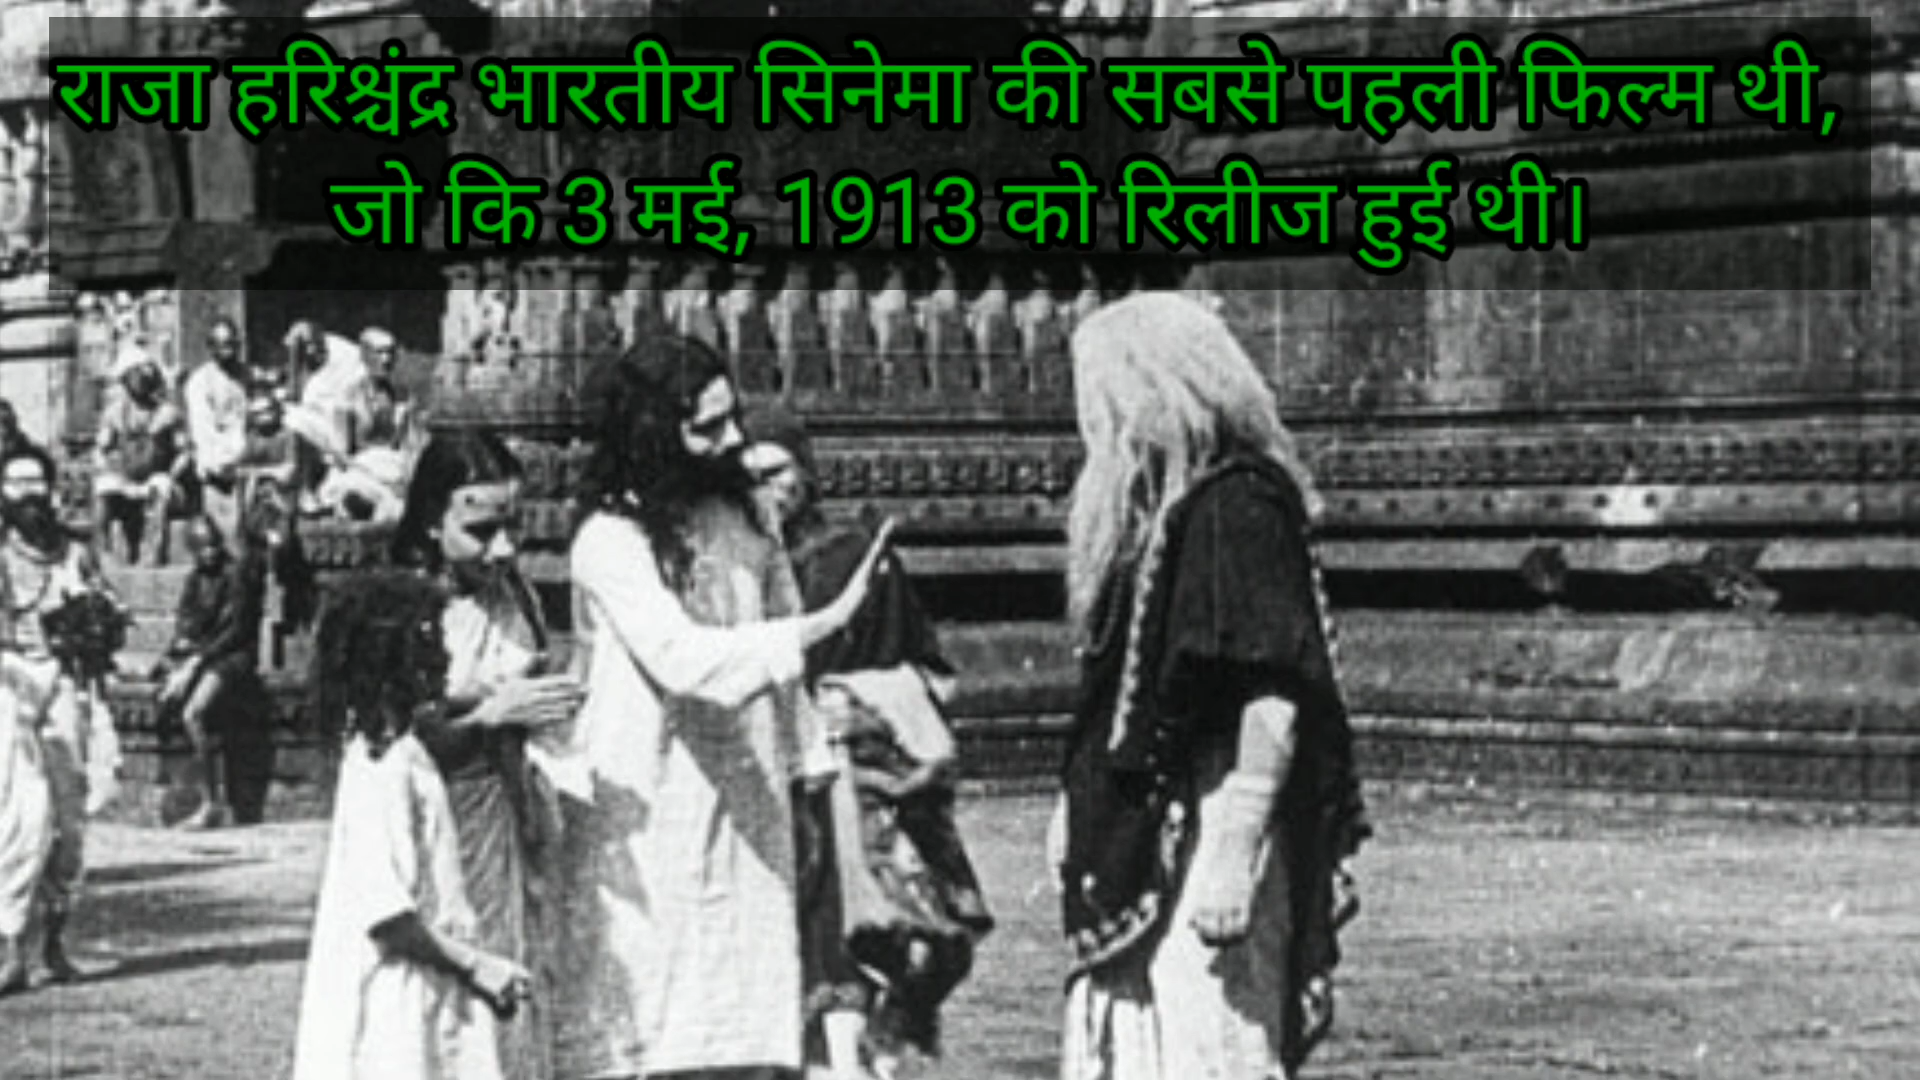 राजा हरिश्चंद्र भारतीय सिनेमा की सबसे पहली फिल्म थी,
जो कि 3 मई, 1913 को रिलीज हुई थी।